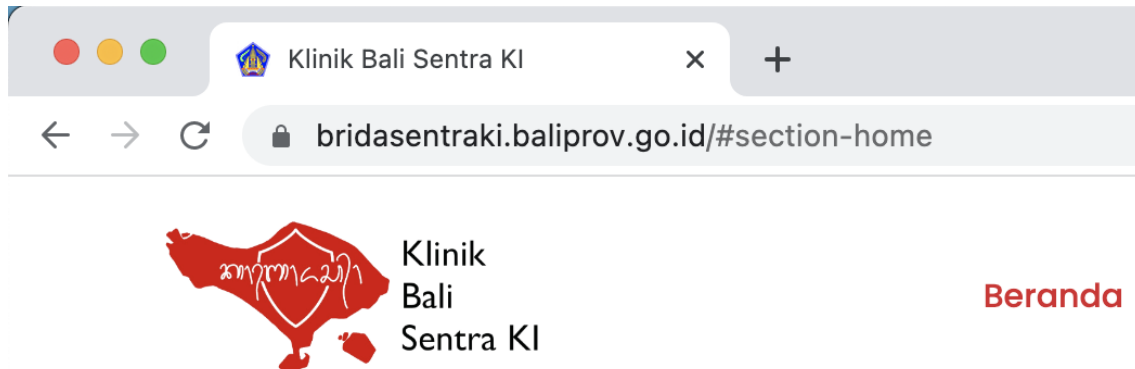 Klinik Bali Sentra KI
bridasentraki.baliprov.go.id/#section-home
Klinik
Bali
Sentra KI
Beranda